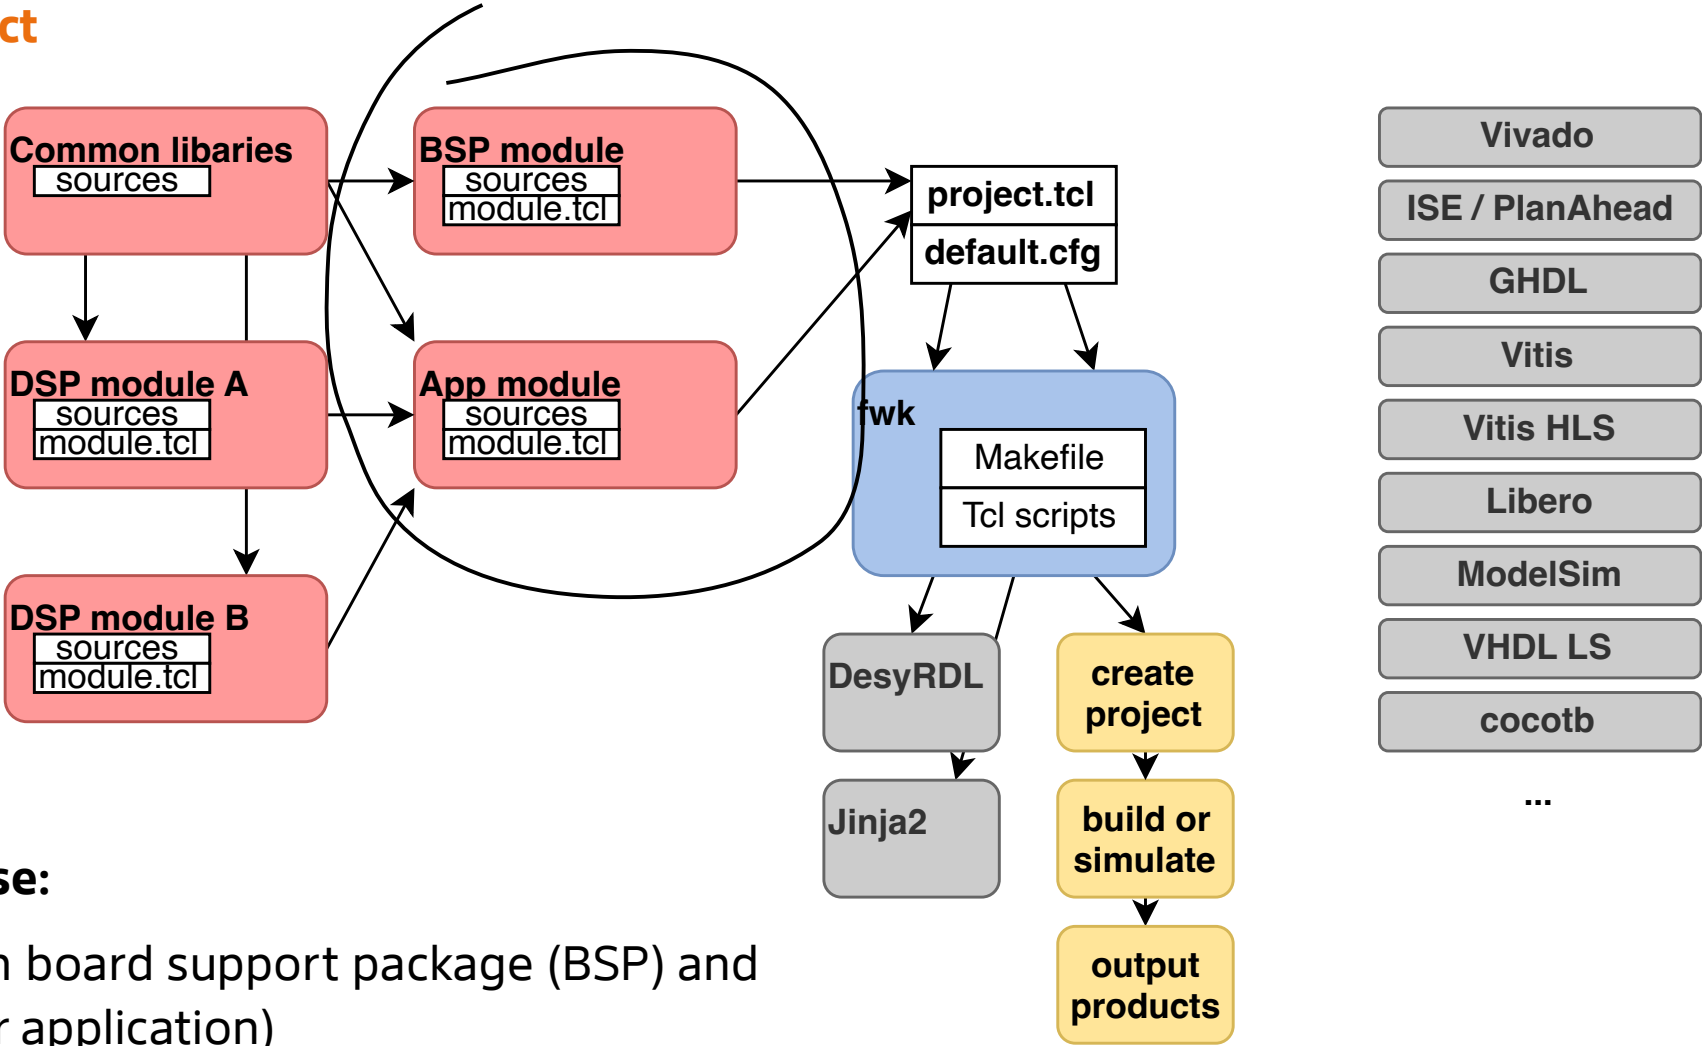 ct
Common libaries
sources
BSP module
sources
module.tcl
project.tcl
default.cfg
DSP module A
sources
module.tcl
App module
sources
module.tcl
fwk
Makefile
Tcl scripts
DSP module B
sources
module.tcl
DesyRDL
Jinja2
create
project
build or
simulate
output
products
Vivado
ISE / PlanAhead
GHDL
Vitis
Vitis HLS
Libero
ModelSim
VHDL LS
cocotb
...
se:
n board support package (BSP) and
r application)